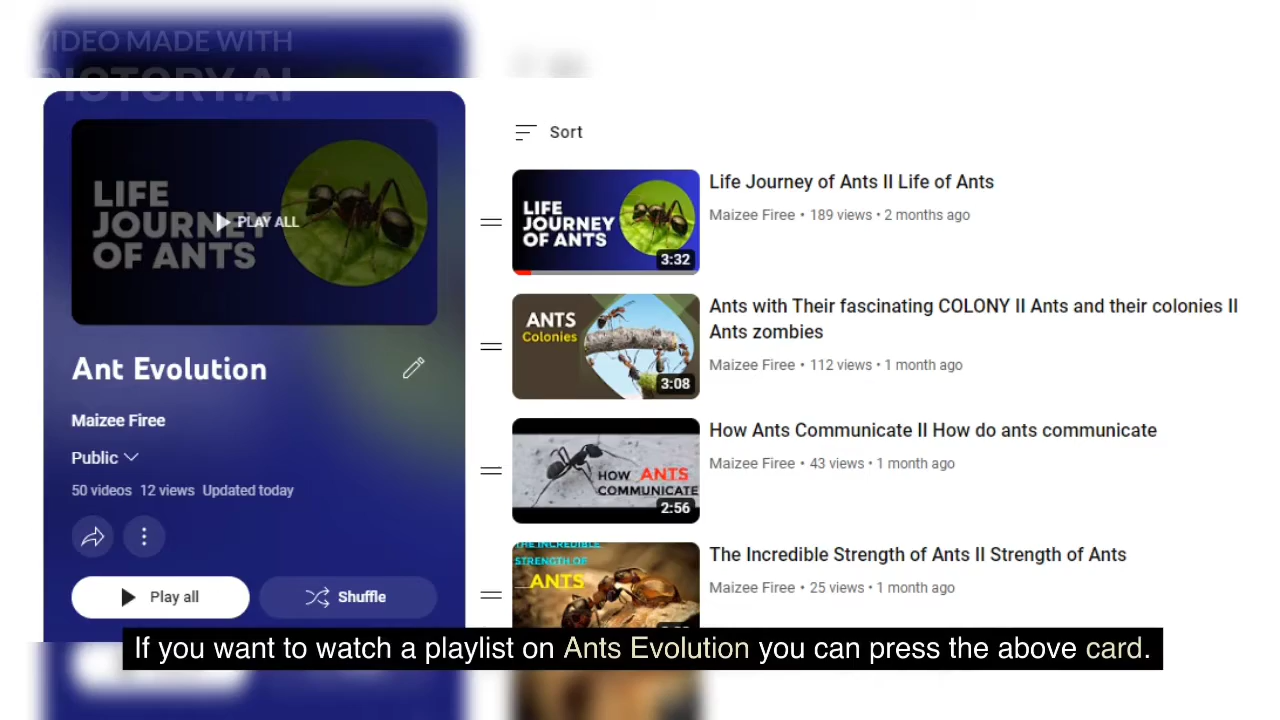 VIDEO MADE WITH
PICTORY.AI
LIFE
JOURNEY
OF ANTS
PLAY ALL
Ant Evolution
Maizee Firee
Public
50 videos 12 views Updated today
Play all
Shuffle
Sort
LIFE
JOURNEY
OF ANTS
3:32
Life Journey of Ants II Life of Ants
Maizee Firee • 189 views • 2 months ago
ANTS
Colonies
3:08
Ants with Their fascinating COLONY II Ants and their colonies II
Ants zombies
Maizee Firee • 112 views • 1 month ago
HOW ANTS
COMMUNICATE
2:56
How Ants Communicate II How do ants communicate
Maizee Firee • 43 views • 1 month ago
THE INCREDIBLE
STRENGTH OF
ANTS
The Incredible Strength of Ants II Strength of Ants
Maizee Firee • 25 views • 1 month ago
If you want to watch a playlist on Ants Evolution you can press the above card.